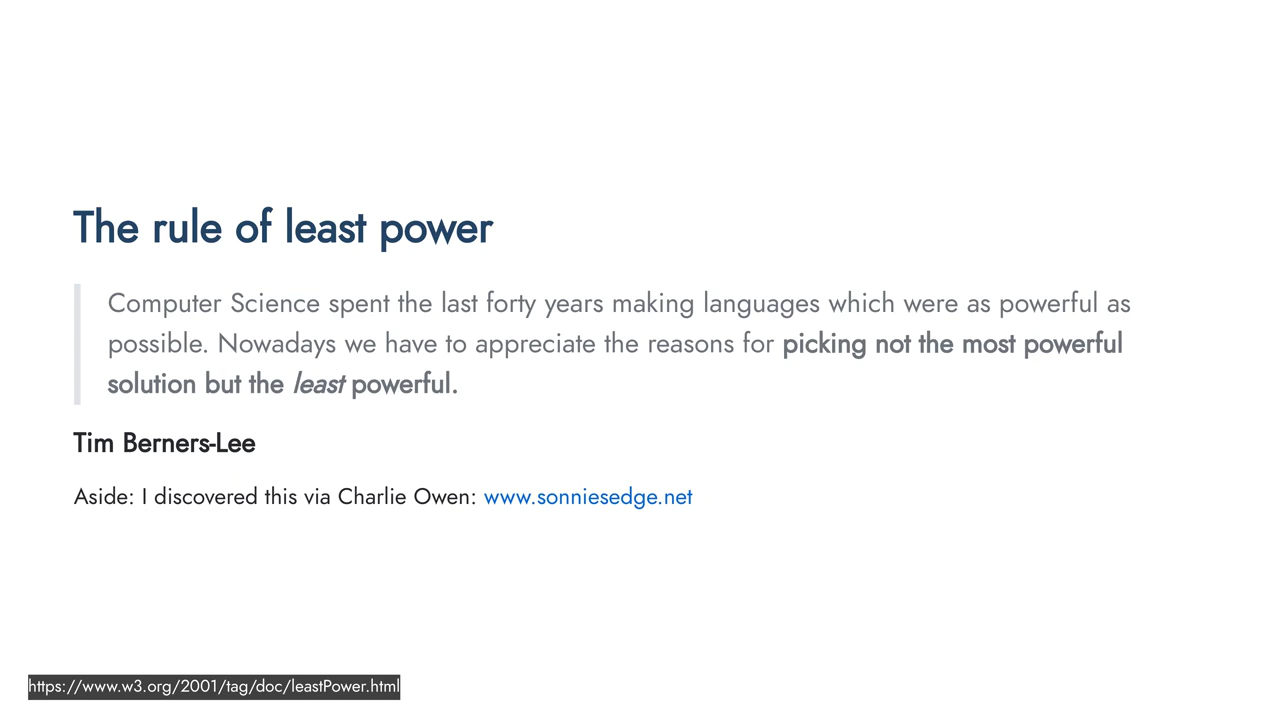 The rule of least power
Computer Science spent the last forty years making languages which were as powerful as
possible. Nowadays we have to appreciate the reasons for picking not the most powerful
solution but the least powerful.
Tim Berners-Lee
Aside: I discovered this via Charlie Owen: www.sonniesedge.net
https://www.w3.org/2001/tag/doc/leastPower.html